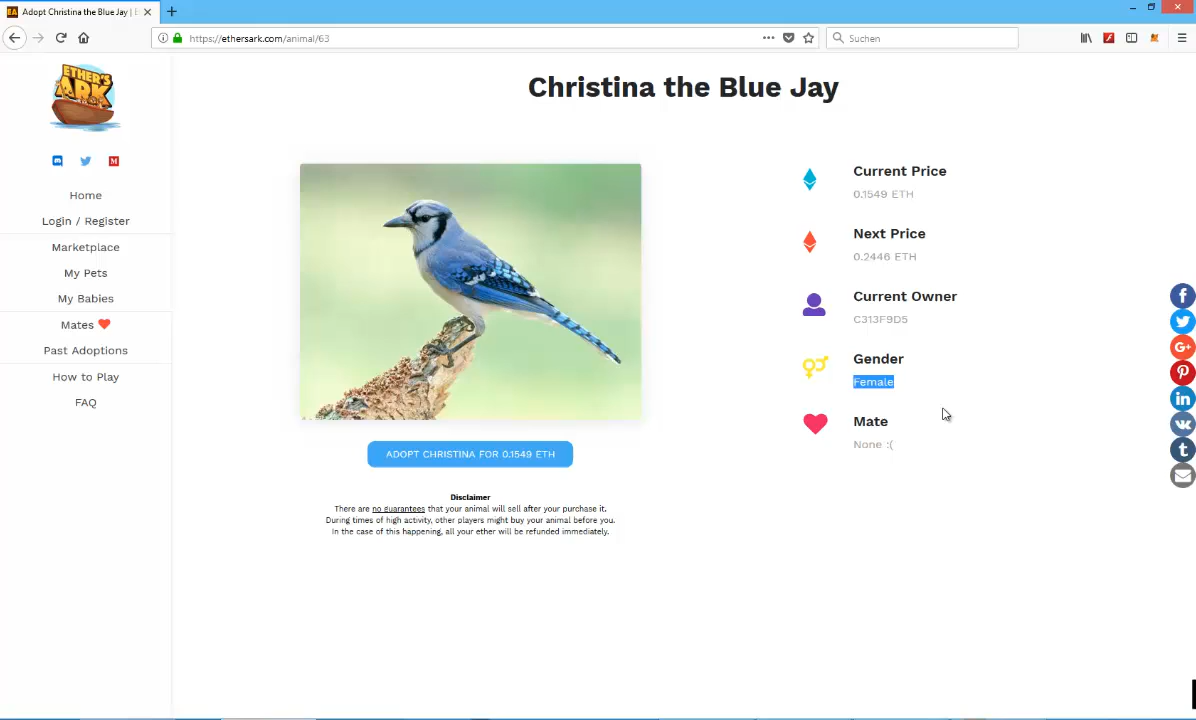 Adopt Christina the Blue Jay |
https://ethersark.com/animal/63
Suchen
ETHER'S
ARK
Home
Login / Register
Marketplace
My Pets
My Babies
Mates
Past Adoptions
How to Play
FAQ
Christina the Blue Jay
ADOPT CHRISTINA FOR 0.1549 ETH
Disclaimer
There are no guarantees that your animal will sell after your purchase it.
During times of high activity, other players might buy your animal before you.
In the case of this happening, all your ether will be refunded immediately.
Current Price
0.1549 ETH
Next Price
0.2446 ETH
Current Owner
C313F9D5
Gender
Female
Mate
None :(